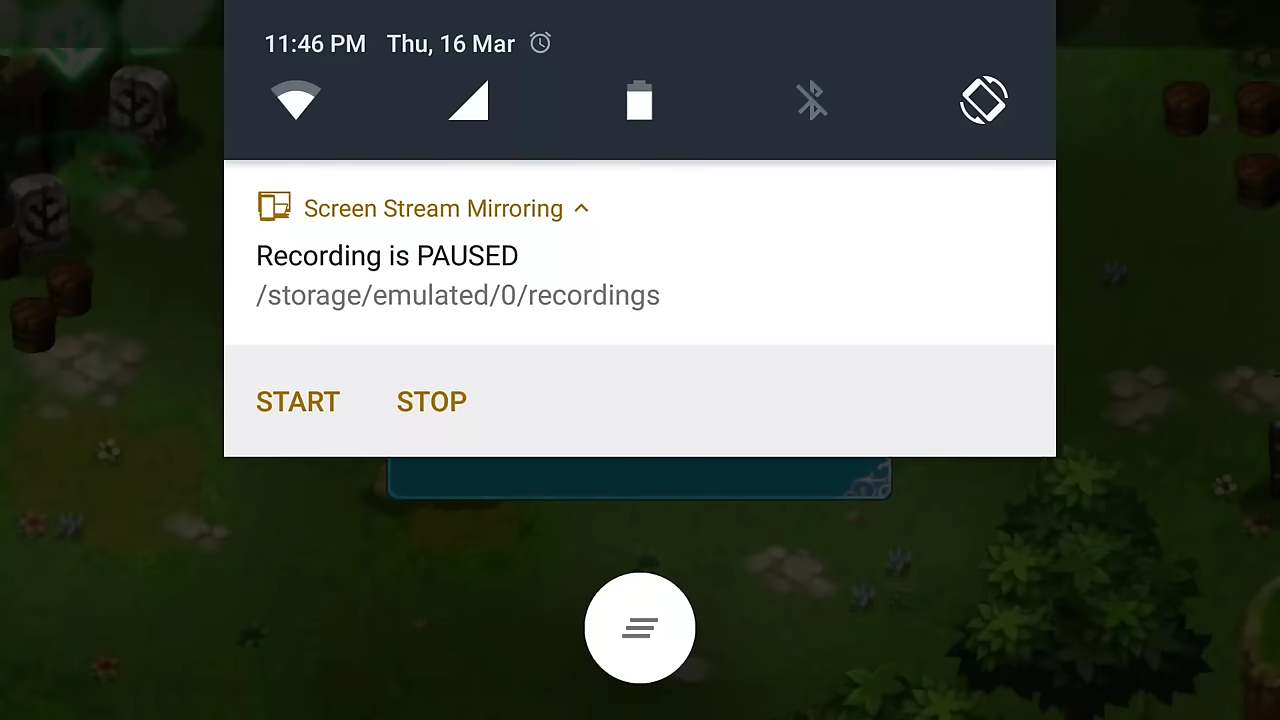 11:46 PM Thu, 16 Mar
Screen Stream Mirroring
Recording is PAUSED
/storage/emulated/0/recordings
START STOP